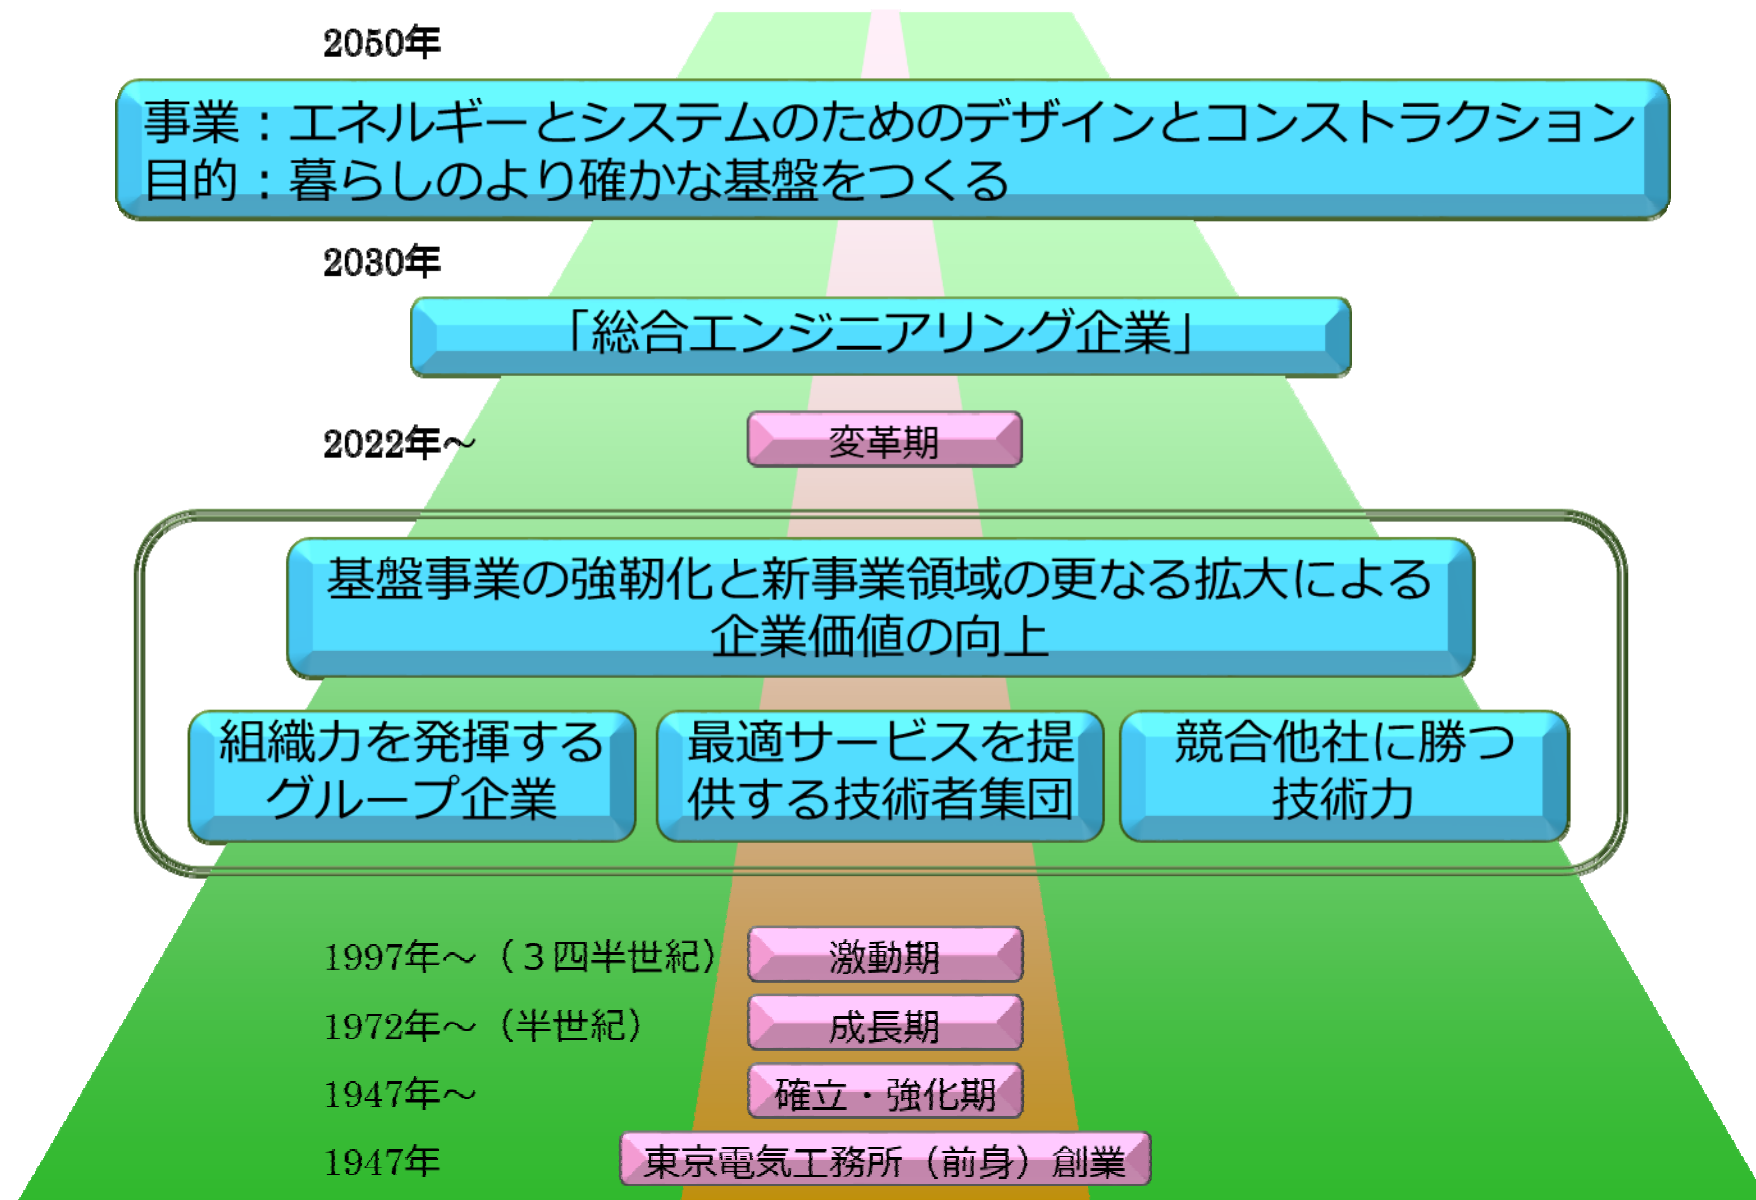 2050年
事業：エネルギーとシステムのためのデザインとコンストラクション
目的：暮らしのより確かな基盤をつくる
2030年
「総合エンジニアリング企業」
2022年～
変革期
基盤事業の強靭化と新事業領域の更なる拡大による
企業価値の向上
組織力を発揮する
グループ企業
最適サービスを提
供する技術者集団
競合他社に勝つ
技術力
1997年～（３四半世紀）
激動期
1972年～（半世紀）
成長期
1947年～
確立・強化期
1947年
東京電気工務所（前身）創業